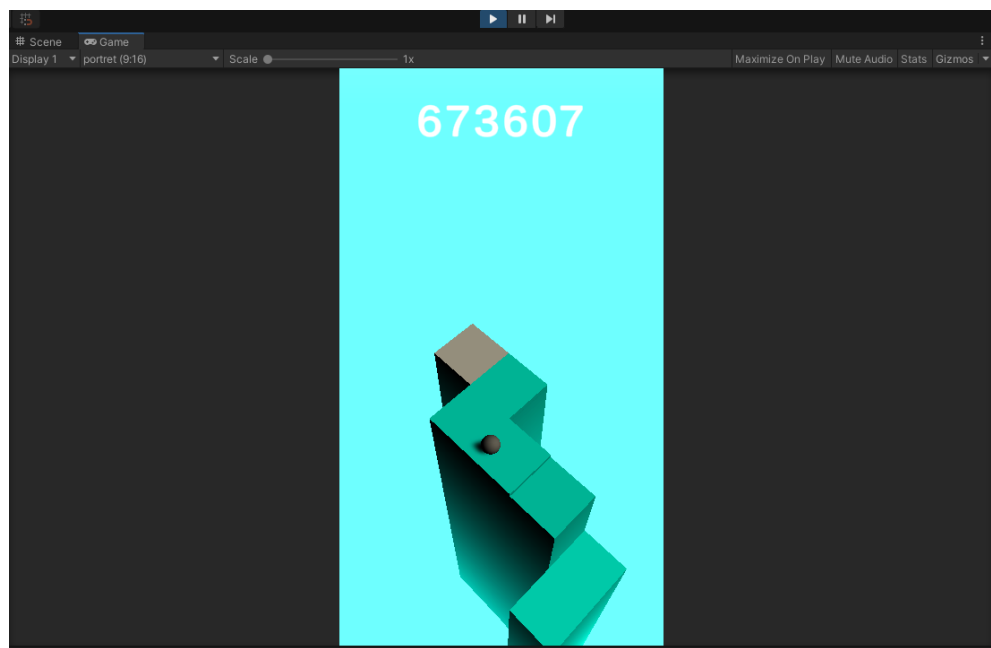 Scene Game
Display 1 portret (9:16) Scale 1x Maximize On Play Mute Audio Stats Gizmos
673607